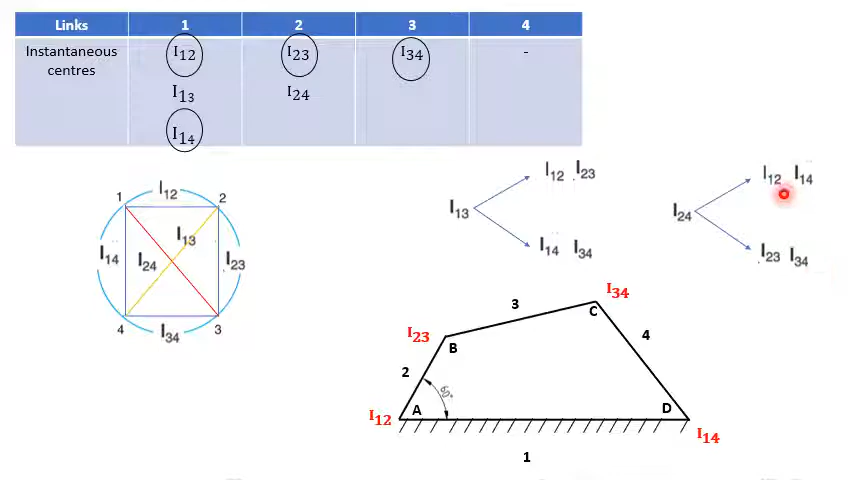 Links 1 2 3 4
Instantaneous centres I12 I23 I34 -
I13 I24
I14
1 I12 2
I14 I13 I24 I23
4 I34 3
I13
I12 I23
I14 I34
I24
I12 I14
I23 I34
I34
3 C
I23 B 4
2 60°
I12 A D
I14
1